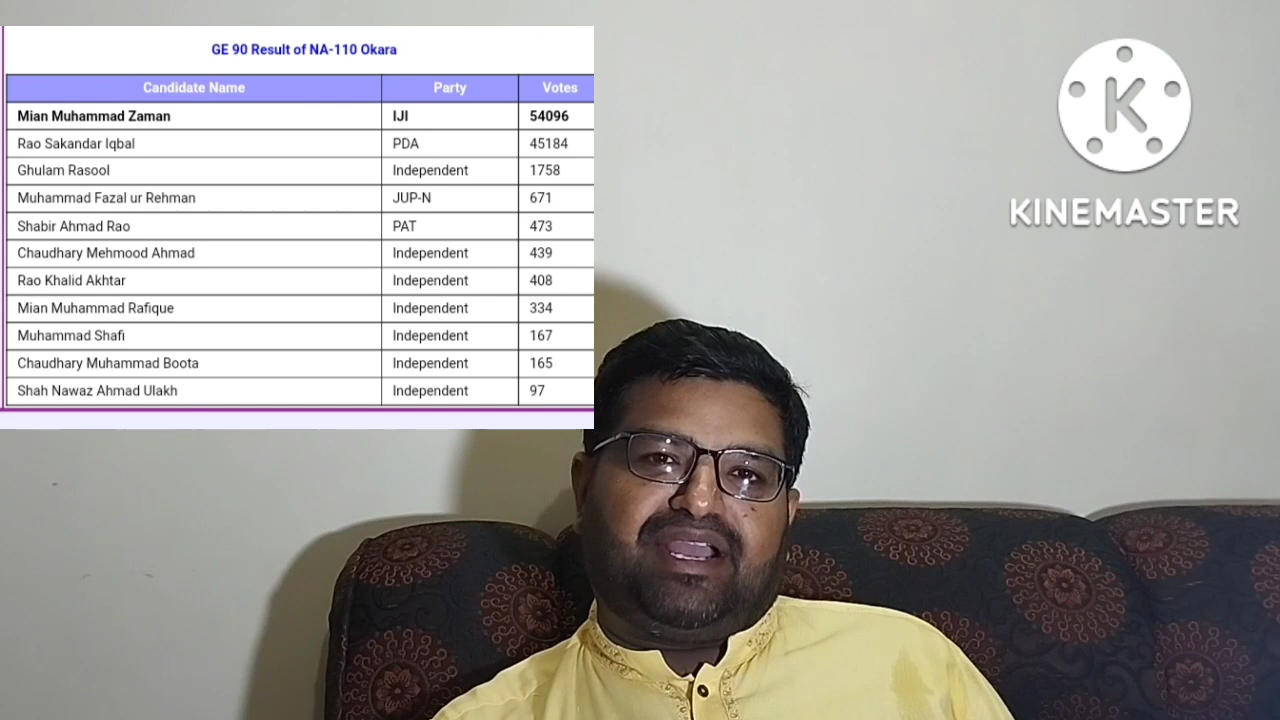 GE 90 Result of NA-110 Okara
Candidate Name Party Votes
Mian Muhammad Zaman IJI 54096
Rao Sakandar Iqbal PDA 45184
Ghulam Rasool Independent 1758
Muhammad Fazal ur Rehman JUP-N 671
Shabir Ahmad Rao PAT 473
Chaudhary Mehmood Ahmad Independent 439
Rao Khalid Akhtar Independent 408
Mian Muhammad Rafique Independent 334
Muhammad Shafi Independent 167
Chaudhary Muhammad Boota Independent 165
Shah Nawaz Ahmad Ulakh Independent 97
K
KINEMASTER